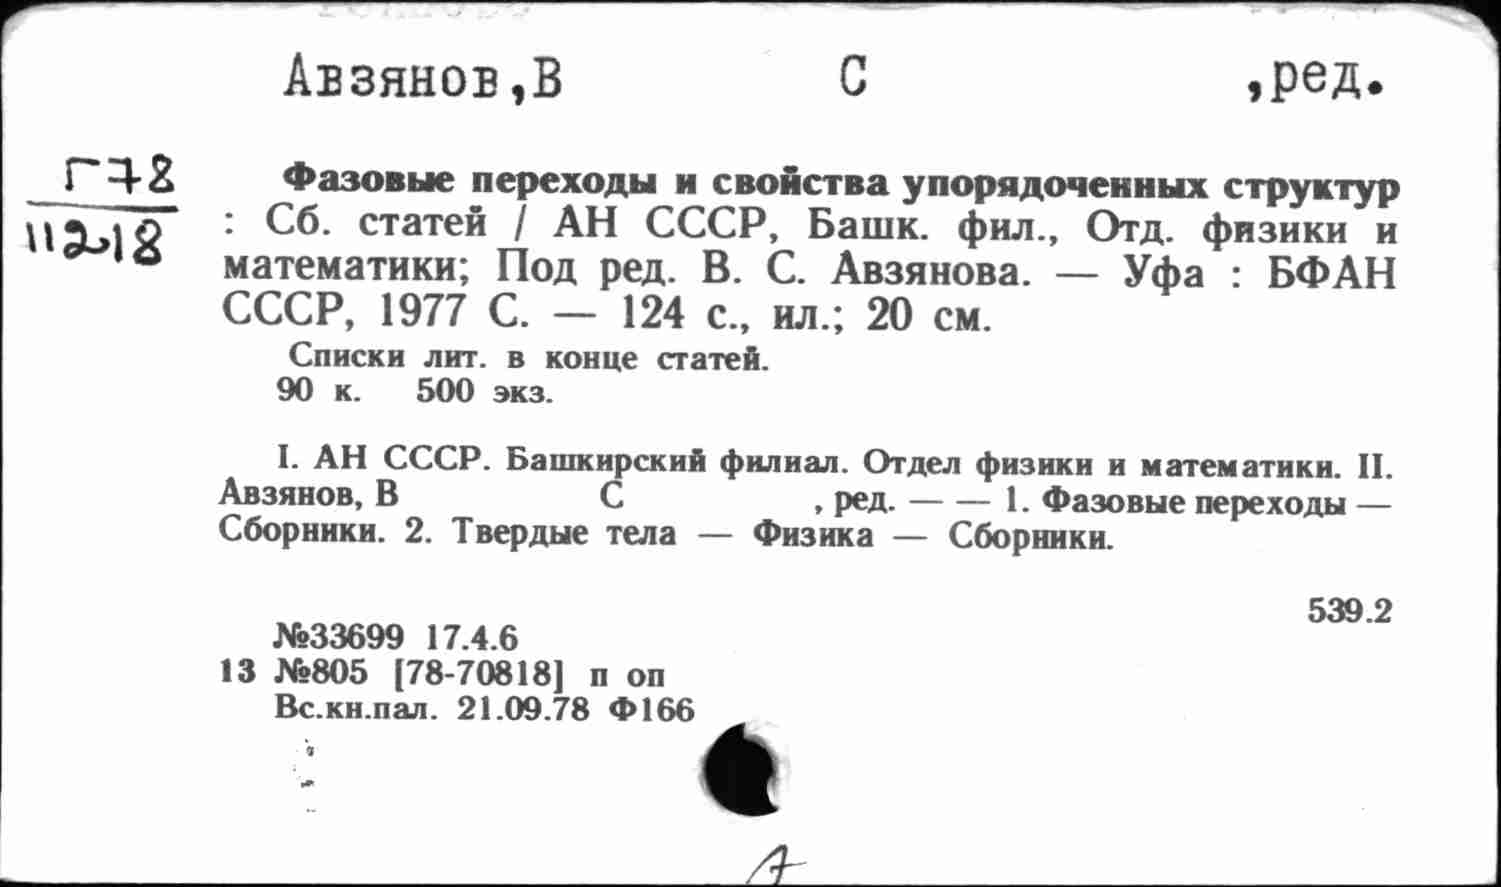 Авзянов,В С ,ред.
Г78
11218
Фазовые переходы и свойства упорядоченных структур
: Сб. статей / АН СССР, Башк. фил., Отд. физики и
математики; Под ред. В. С. Авзянова. — Уфа : БФАН
СССР, 1977 С. — 124 с., ил.; 20 см.
Списки лит. в конце статей.
90 к. 500 экз.
I. АН СССР. Башкирский филиал. Отдел физики и математики. II.
Авзянов, В С , ред. — — 1. Фазовые переходы —
Сборники. 2. Твердые тела — Физика — Сборники.
539.2
№33699 17.4.6
13 №805 [78-70818] п оп
Вс.кн.пал. 21.09.78 Ф166